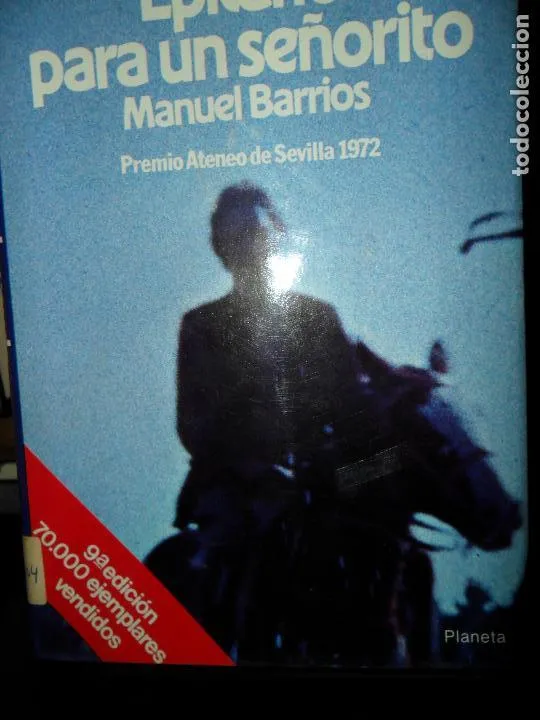 para un señorito
Manuel Barrios
Premio Ateneo de Sevilla 1972
9ª edición
70.000 ejemplares
vendidos
Planeta
todocoleccion